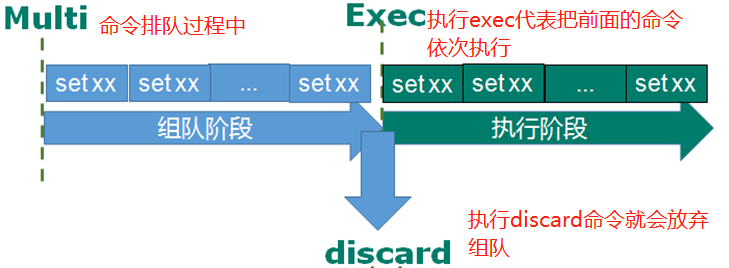 Multi 命令排队过程中
Exec 执行exec代表把前面的命令
依次执行
set xx set xx ... set xx set xx set xx ... set xx
组队阶段 执行阶段
执行discard命令就会放弃
组队
discard